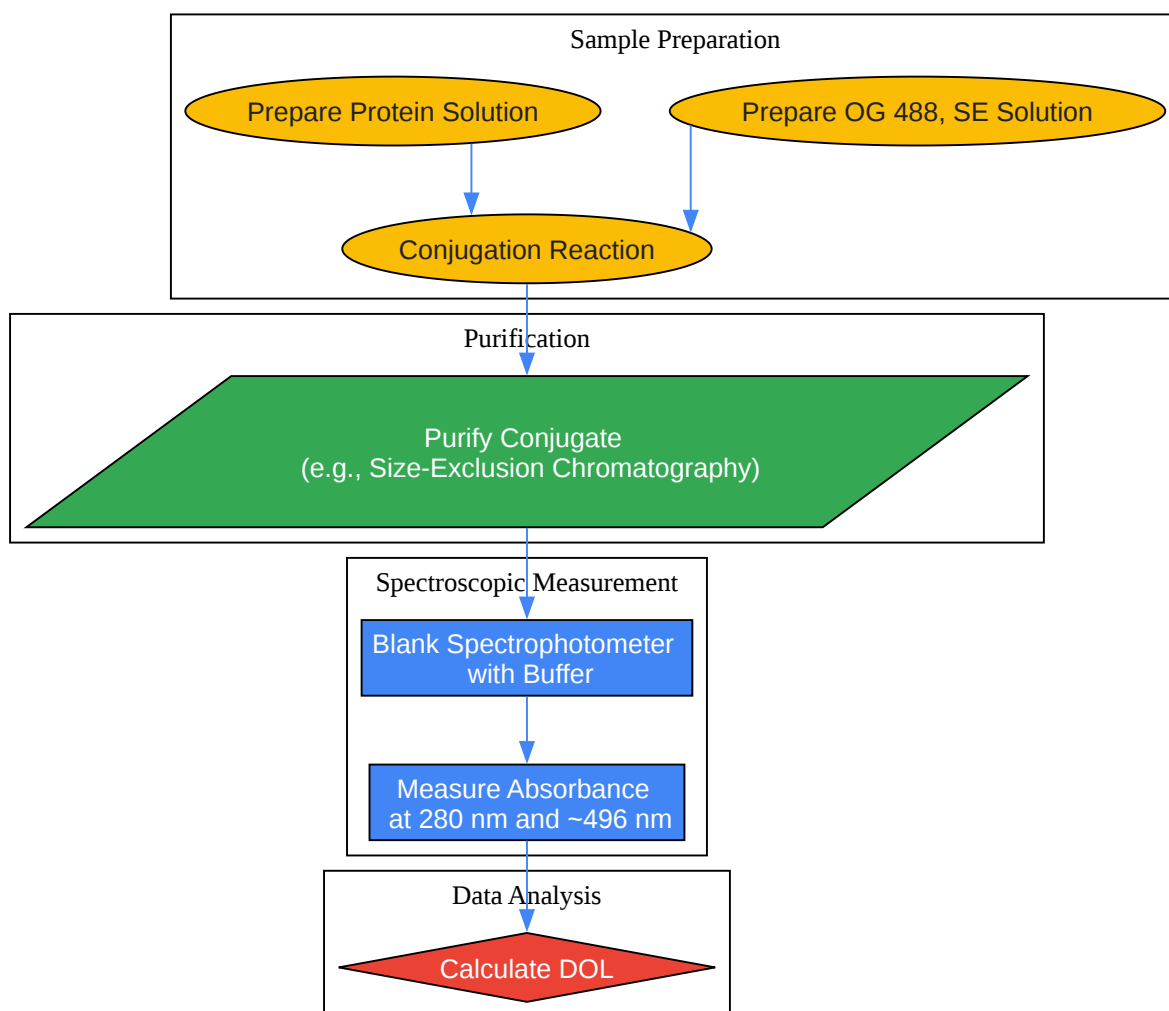 Sample Preparation
Prepare Protein Solution
Prepare OG 488, SE Solution
Conjugation Reaction
Purification
Purify Conjugate
(e.g., Size-Exclusion Chromatography)
Spectroscopic Measurement
Blank Spectrophotometer
with Buffer
Measure Absorbance
at 280 nm and ~496 nm
Data Analysis
Calculate DOL